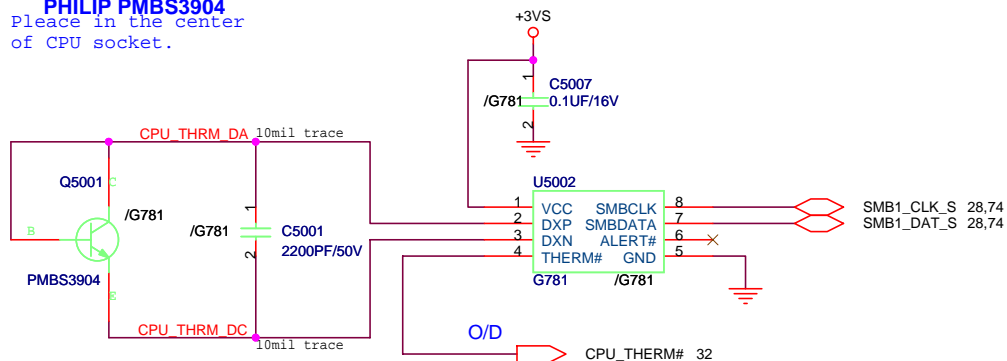 PHILIP PMBS3904
Pleace in the center
of CPU socket.
+3VS
1
C5007
/G781
0.1UF/16V
2
CPU_THRM_DA
10mil trace
Q5001
C
/G781
B
E
PMBS3904
1
/G781
C5001
2
2200PF/50V
CPU_THRM_DC
10mil trace
U5002
1 VCC SMBCLK 8
2 DXP SMBDATA 7
3 DXN ALERT# 6
4 THERM# GND 5
G781 /G781
SMB1_CLK_S 28,74
SMB1_DAT_S 28,74
O/D
CPU_THERM# 32